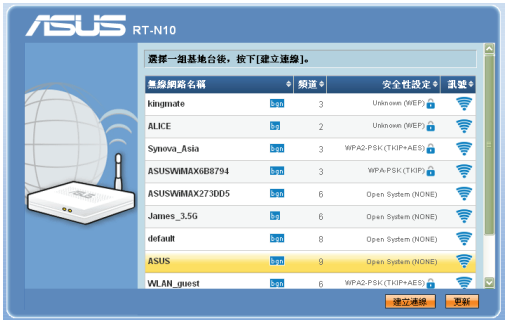 ASUS RT-N10
選擇一組基地台後，按下[建立連線]。
無線網路名稱 頻道 安全性設定 訊號
kingmate bgn 3 Unknown (WEP)
ALICE bg 2 Unknown (WEP)
Synova_Asia bgn 3 WPA2-PSK (TKIP+AES)
ASUSWiMAX6B8794 bgn 3 WPA-PSK (TKIP)
ASUSWiMAX273DD5 bgn 6 Open System (NONE)
James_3.5G bg 6 Open System (NONE)
default bgn 8 Open System (NONE)
ASUS bgn 9 Open System (NONE)
WLAN_guest bgn 6 WPA2-PSK (TKIP+AES)
建立連線 更新